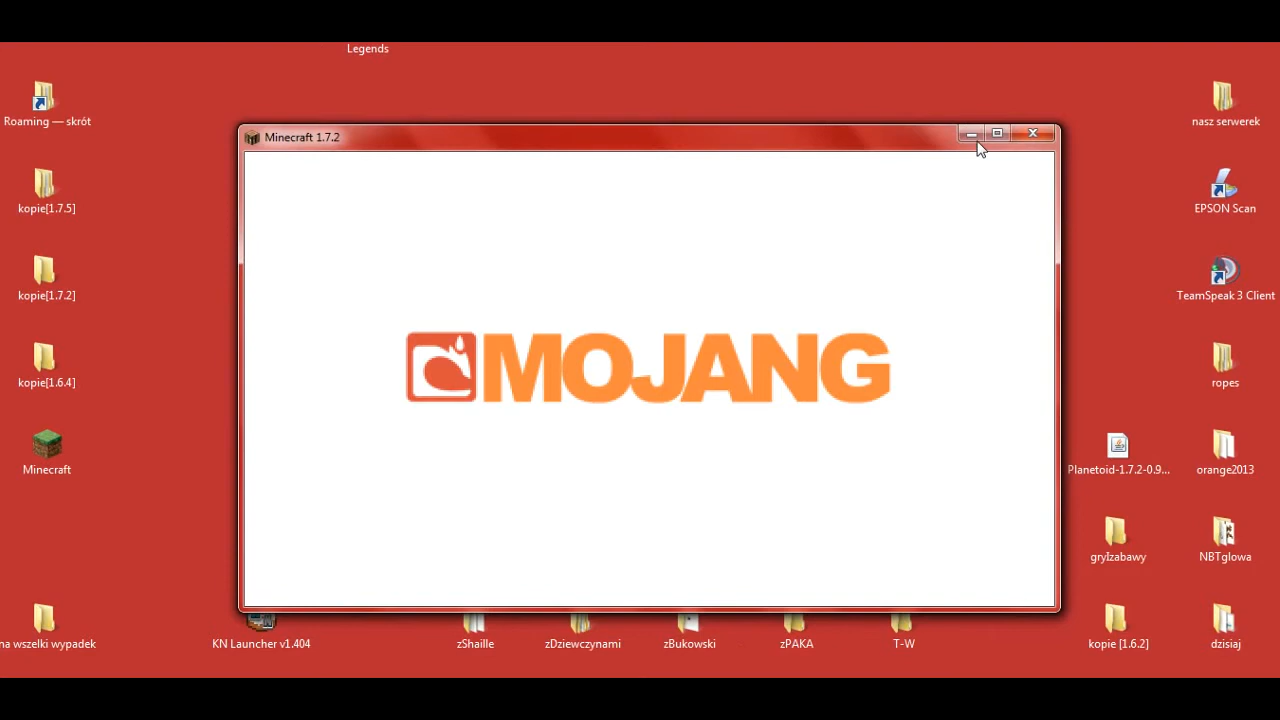 Legends
Roaming — skrót
nasz serwerek
Minecraft 1.7.2
kopie[1.7.5]
EPSON Scan
kopie[1.7.2]
TeamSpeak 3 Client
MOJANG
kopie[1.6.4]
ropes
Minecraft
Planetoid-1.7.2-0.9...
orange2013
gryIzabawy
NBTglowa
na wszelki wypadek
KN Launcher v1.404
zShaille
zDziewczynami
zBukowski
zPAKA
T-W
kopie [1.6.2]
dzisiaj